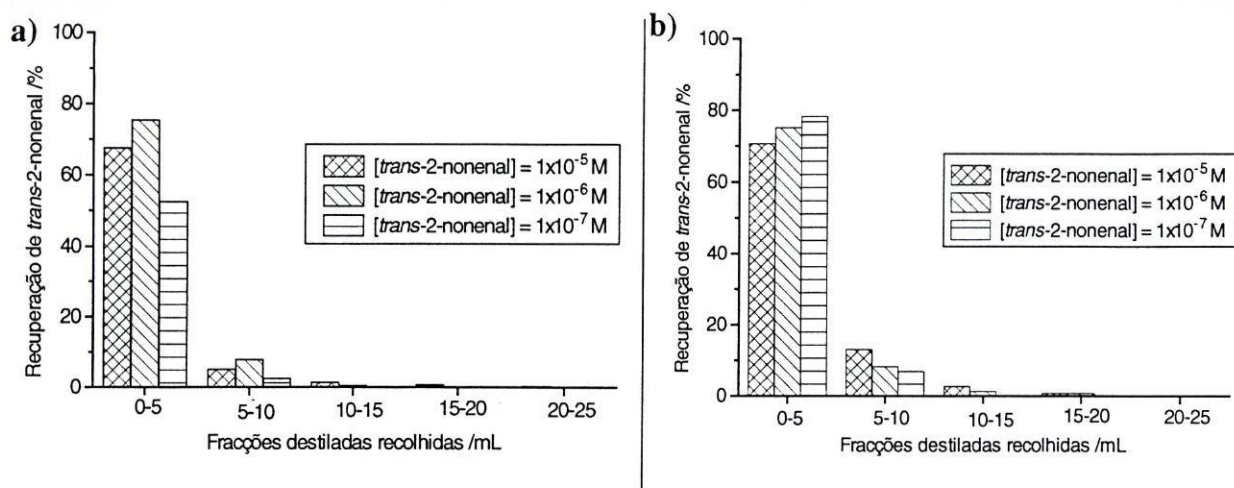 a)
Recuperação de trans-2-nonenal /%
100
80
60
40
20
0
[trans-2-nonenal] = 1x10⁻⁵ M
[trans-2-nonenal] = 1x10⁻⁶ M
[trans-2-nonenal] = 1x10⁻⁷ M
0-5
5-10
10-15
15-20
20-25
Fracções destiladas recolhidas /mL
b)
Recuperação de trans-2-nonenal /%
100
80
60
40
20
0
[trans-2-nonenal] = 1x10⁻⁵ M
[trans-2-nonenal] = 1x10⁻⁶ M
[trans-2-nonenal] = 1x10⁻⁷ M
0-5
5-10
10-15
15-20
20-25
Fracções destiladas recolhidas /mL